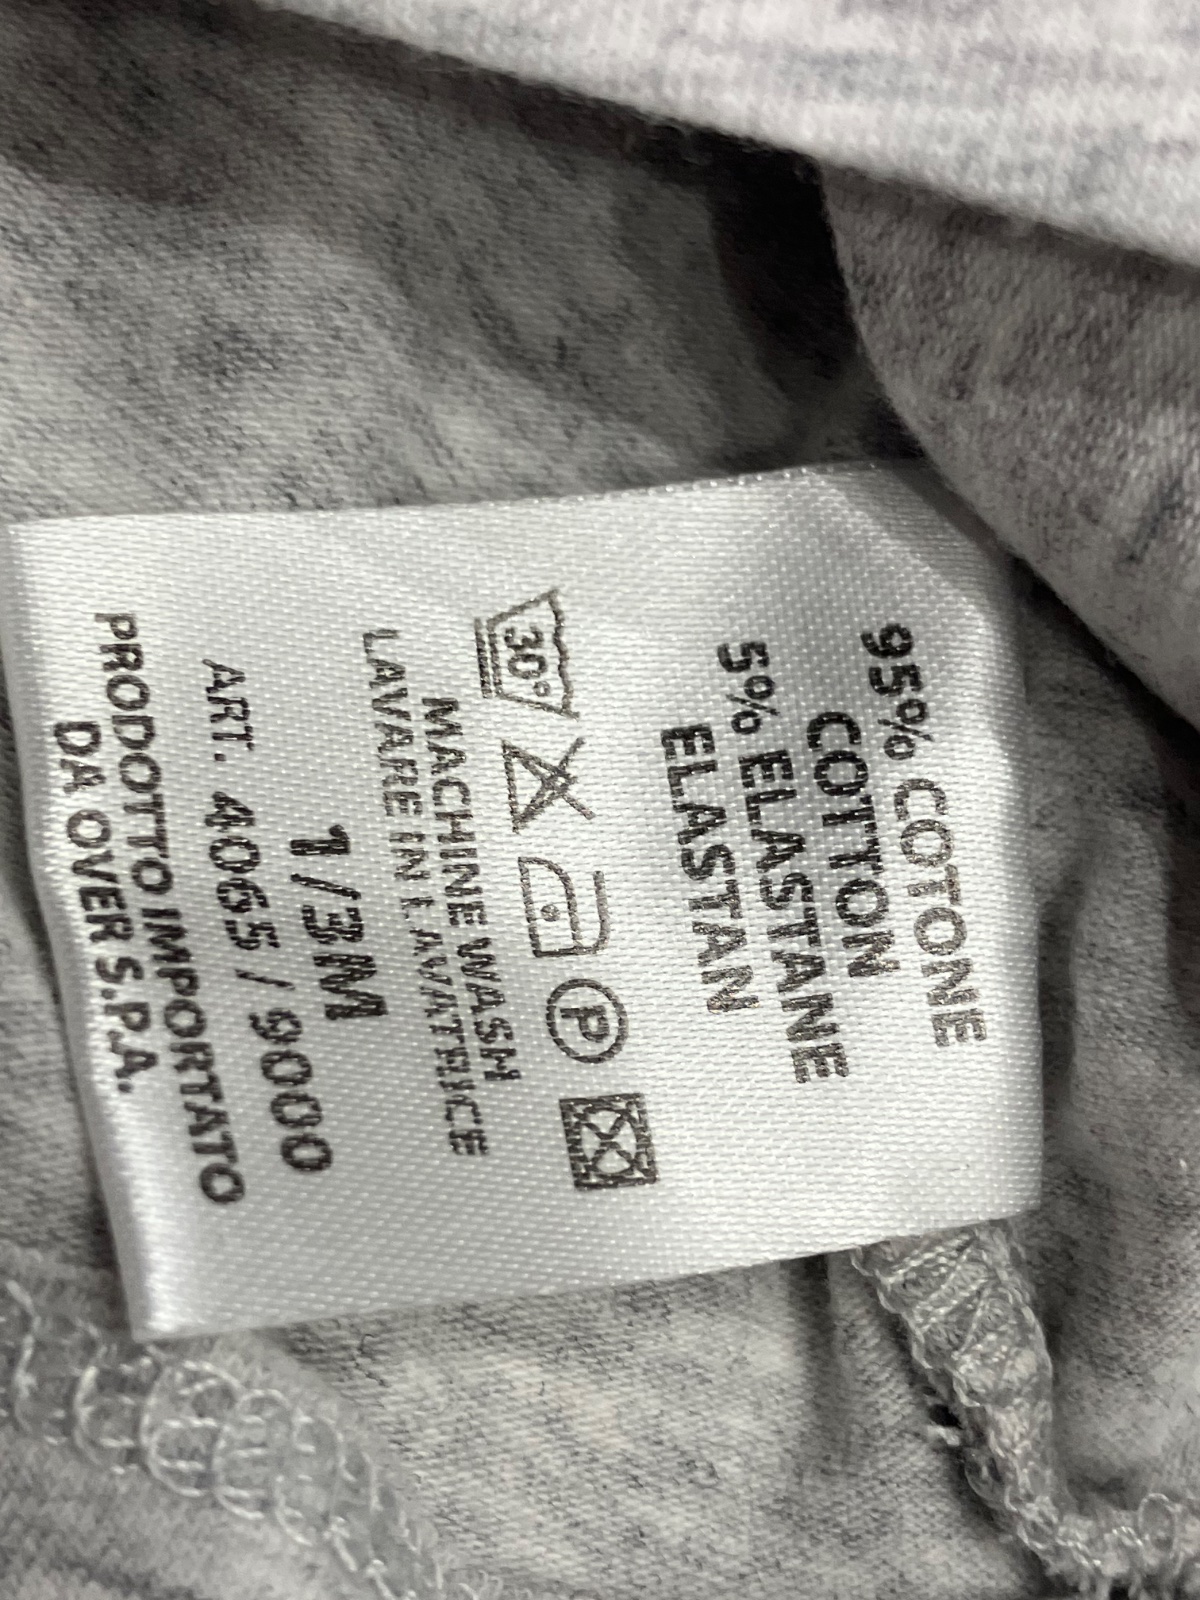 95% COTONE
COTTON
5% ELASTANE
ELASTAN
30° P
MACHINE WASH
LAVARE IN LAVATRICE
1/3M
ART. 4065 / 9000
PRODOTTO IMPORTATO
DA OVER S.P.A.